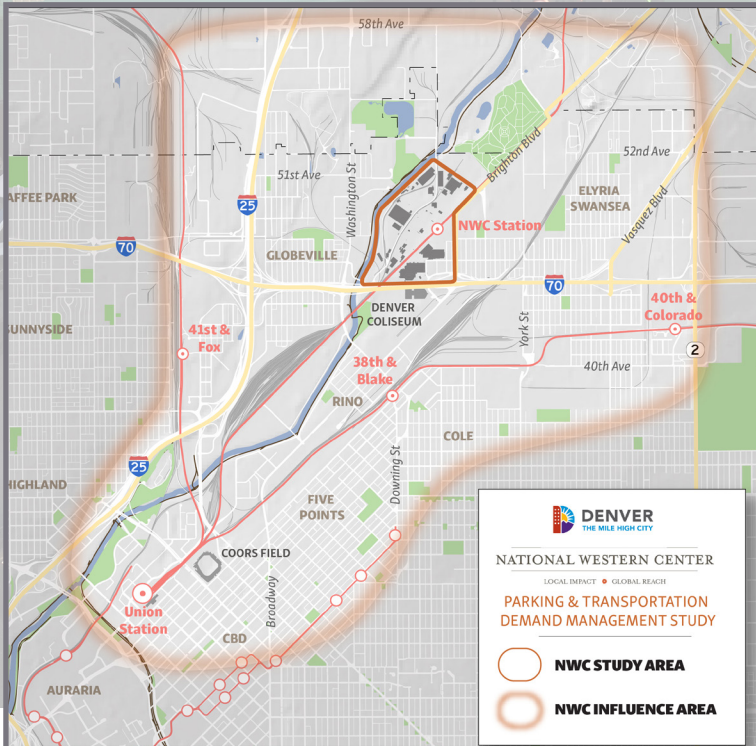 58th Ave
52nd Ave
51st Ave
Washington St
Brighton Blvd
AFFEE PARK
25
ELYRIA
SWANSEA
Vasquez Blvd
NWC Station
70
GLOBEVILLE
70
DENVER
COLISEUM
40th &
Colorado
SUNNYSIDE
41st &
Fox
York St
2
38th &
Blake
40th Ave
RINO
COLE
25
HIGHLAND
Downing St
FIVE
POINTS
COORS FIELD
Broadway
Union
Station
CBD
AURARIA
DENVER
THE MILE HIGH CITY
NATIONAL WESTERN CENTER
LOCAL IMPACT GLOBAL REACH
PARKING & TRANSPORTATION
DEMAND MANAGEMENT STUDY
NWC STUDY AREA
NWC INFLUENCE AREA